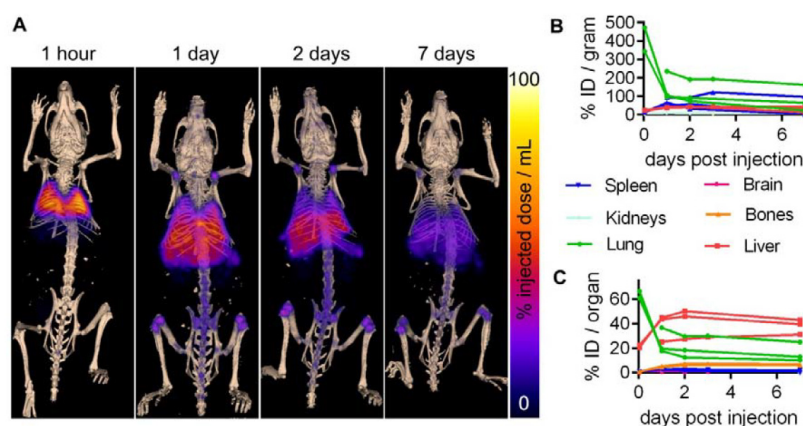 A
1 hour 1 day 2 days 7 days
100
% injected dose / mL
0
B
500
400
300
200
100
0
% ID / gram
0 2 4 6
days post injection
Spleen Brain
Kidneys Bones
Lung Liver
C
60
40
20
0
% ID / organ
0 2 4 6
days post injection